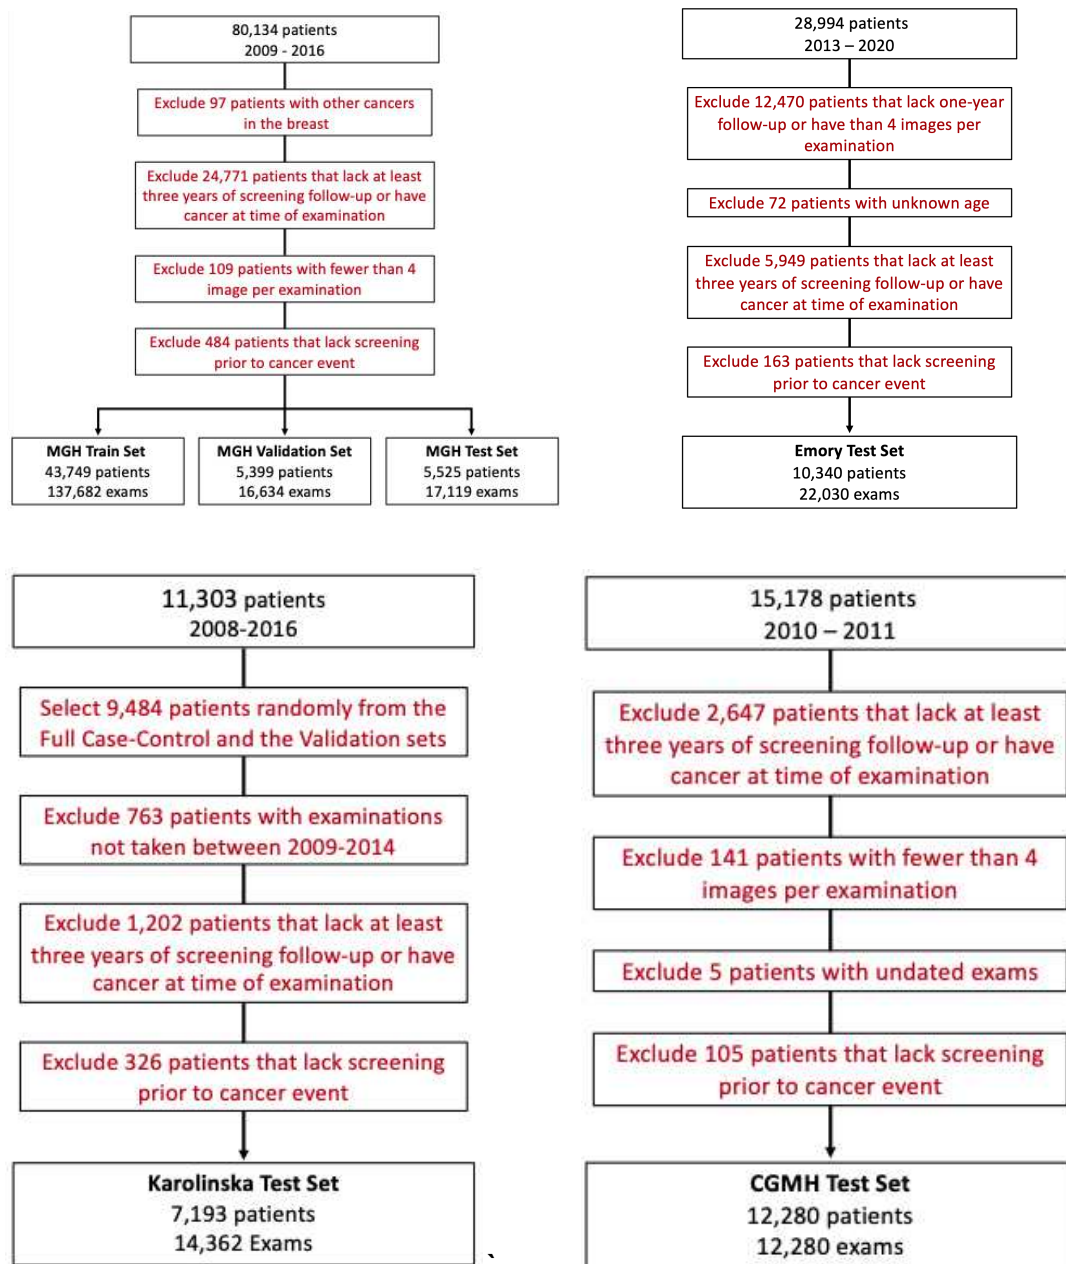 80,134 patients
2009 - 2016
Exclude 97 patients with other cancers
in the breast
Exclude 24,771 patients that lack at least
three years of screening follow-up or have
cancer at time of examination
Exclude 109 patients with fewer than 4
image per examination
Exclude 484 patients that lack screening
prior to cancer event
MGH Train Set
43,749 patients
137,682 exams
MGH Validation Set
5,399 patients
16,634 exams
MGH Test Set
5,525 patients
17,119 exams
28,994 patients
2013 – 2020
Exclude 12,470 patients that lack one-year
follow-up or have than 4 images per
examination
Exclude 72 patients with unknown age
Exclude 5,949 patients that lack at least
three years of screening follow-up or have
cancer at time of examination
Exclude 163 patients that lack screening
prior to cancer event
Emory Test Set
10,340 patients
22,030 exams
11,303 patients
2008-2016
Select 9,484 patients randomly from the
Full Case-Control and the Validation sets
Exclude 763 patients with examinations
not taken between 2009-2014
Exclude 1,202 patients that lack at least
three years of screening follow-up or have
cancer at time of examination
Exclude 326 patients that lack screening
prior to cancer event
Karolinska Test Set
7,193 patients
14,362 Exams
15,178 patients
2010 – 2011
Exclude 2,647 patients that lack at least
three years of screening follow-up or have
cancer at time of examination
Exclude 141 patients with fewer than 4
images per examination
Exclude 5 patients with undated exams
Exclude 105 patients that lack screening
prior to cancer event
CGMH Test Set
12,280 patients
12,280 exams